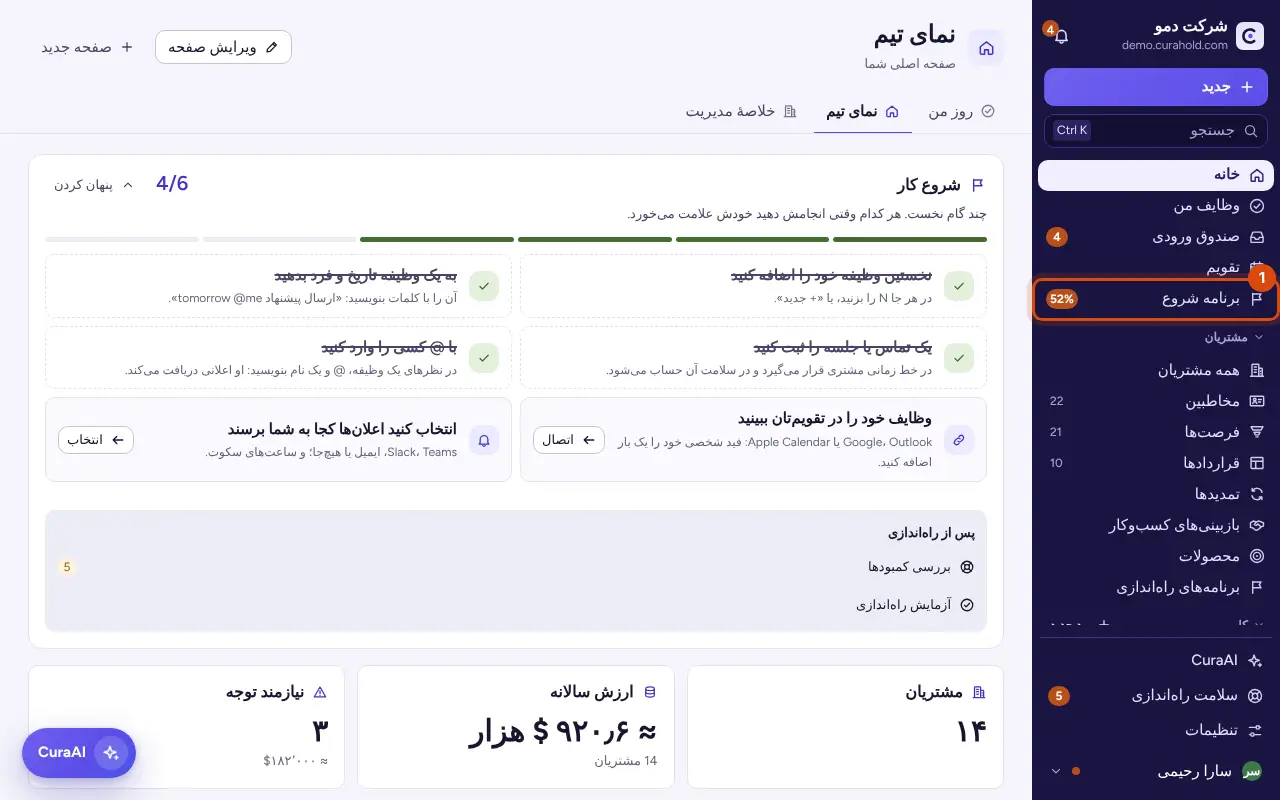 شرکت دمو
demo.curahold.com
4
جدید
جستجو
Ctrl K
خانه
وظایف من
صندوق ورودی
4
تقویم
1
برنامه شروع
52%
مشتریان
همه مشتریان
مخاطبین
22
فرصت‌ها
21
قراردادها
10
تمدیدها
بازبینی‌های کسب‌وکار
محصولات
برنامه‌های راه‌اندازی
CuraAI
سلامت راه‌اندازی
5
تنظیمات
سر
سارا رحیمی
نمای تیم
صفحه اصلی شما
ویرایش صفحه
صفحه جدید
روز من
نمای تیم
خلاصهٔ مدیریت
شروع کار
4/6
پنهان کردن
چند گام نخست. هر کدام وقتی انجامش دهید خودش علامت می‌خورد.
نخستین وظیفه خود را اضافه کنید
در هر جا N را بزنید، یا «+ جدید».
به یک وظیفه تاریخ و فرد بدهید
آن را با کلمات بنویسید: «ارسال پیشنهاد tomorrow @me».
یک تماس یا جلسه را ثبت کنید
در خط زمانی مشتری قرار می‌گیرد و در سلامت آن حساب می‌شود.
با @ کسی را وارد کنید
در نظرهای یک وظیفه، @ و یک نام بنویسید: او اعلانی دریافت می‌کند.
وظایف خود را در تقویم‌تان ببینید
Google، Outlook یا Apple Calendar: فید شخصی خود را یک بار
اضافه کنید.
اتصال
انتخاب کنید اعلان‌ها کجا به شما برسند
Slack، Teams، ایمیل یا هیچ‌جا؛ و ساعت‌های سکوت.
انتخاب
پس از راه‌اندازی
بررسی کمبودها
5
آزمایش راه‌اندازی
مشتریان
۱۴
ارزش سالانه
≈ ۹۲۰٫۶ $ هزار
14 مشتریان
نیازمند توجه
۳
≈ ۱۸۲٬۰۰۰$
CuraAI